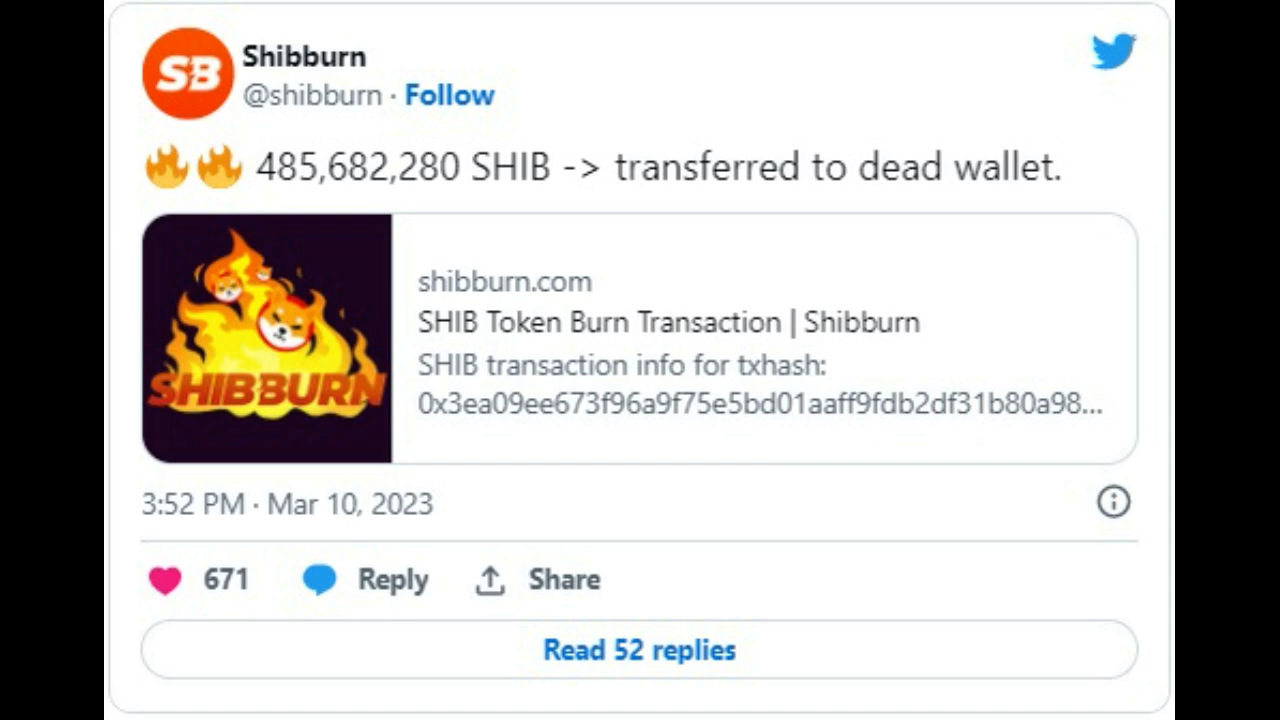 SB
Shibburn
@shibburn · Follow
🔥🔥 485,682,280 SHIB -> transferred to dead wallet.
SHIBBURN
shibburn.com
SHIB Token Burn Transaction | Shibburn
SHIB transaction info for txhash:
0x3ea09ee673f96a9f75e5bd01aaff9fdb2df31b80a98...
3:52 PM · Mar 10, 2023
671 Reply Share
Read 52 replies